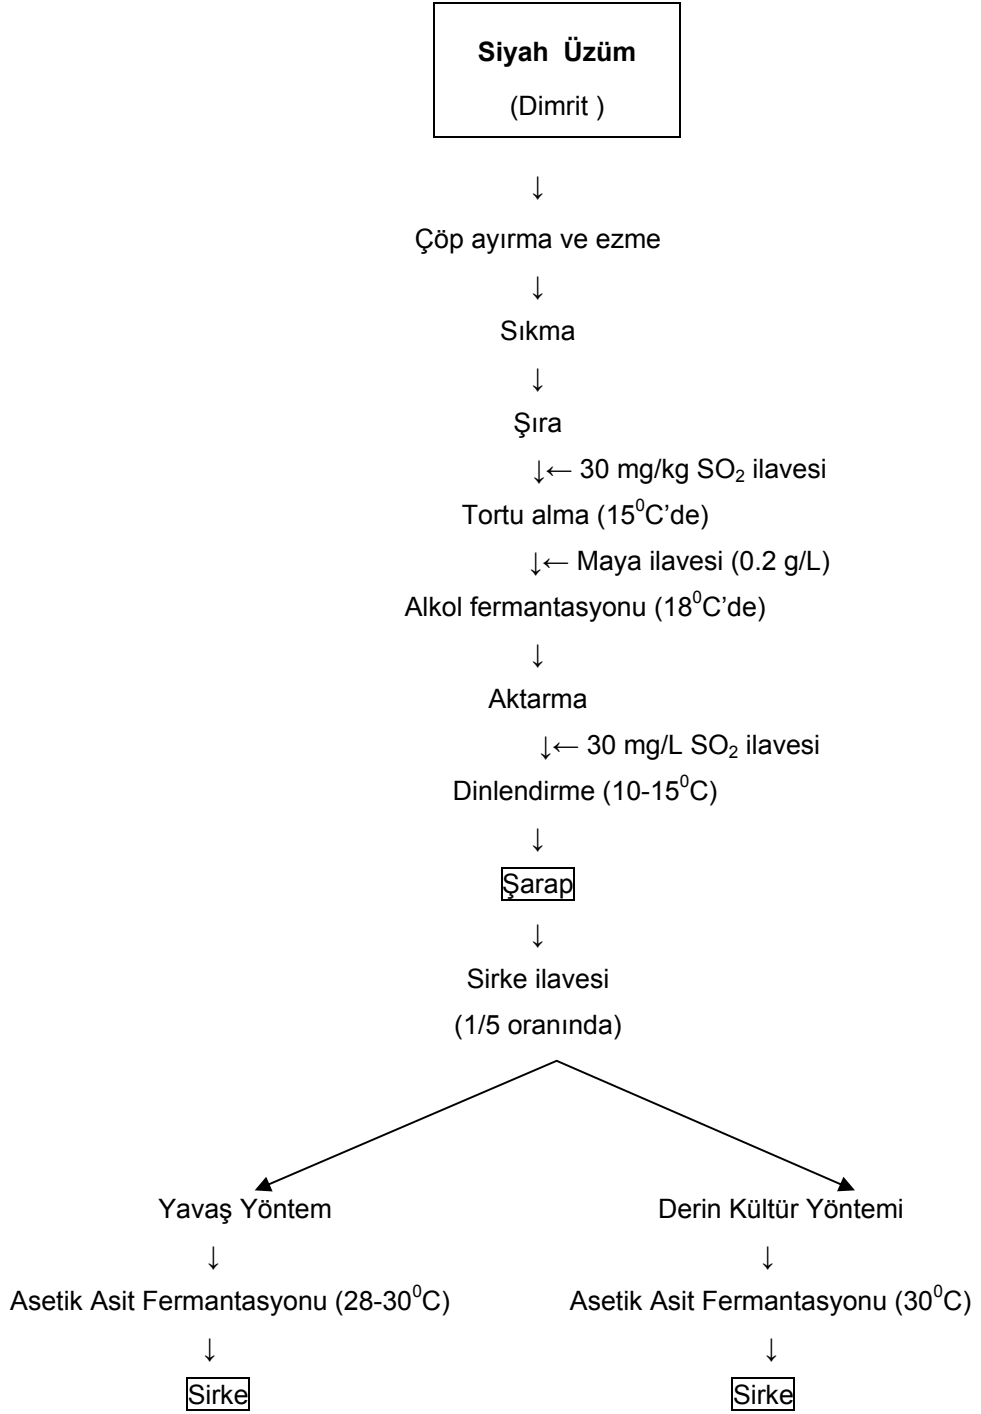 Siyah Üzüm
(Dimrit )
↓
Çöp ayırma ve ezme
↓
Sıkma
↓
Şıra
↓← 30 mg/kg SO₂ ilavesi
Tortu alma (15⁰C’de)
↓← Maya ilavesi (0.2 g/L)
Alkol fermantasyonu (18⁰C’de)
↓
Aktarma
↓← 30 mg/L SO₂ ilavesi
Dinlendirme (10-15⁰C)
↓
Şarap
↓
Sirke ilavesi
(1/5 oranında)
Yavaş Yöntem
↓
Asetik Asit Fermantasyonu (28-30⁰C)
↓
Sirke
Derin Kültür Yöntemi
↓
Asetik Asit Fermantasyonu (30⁰C)
↓
Sirke